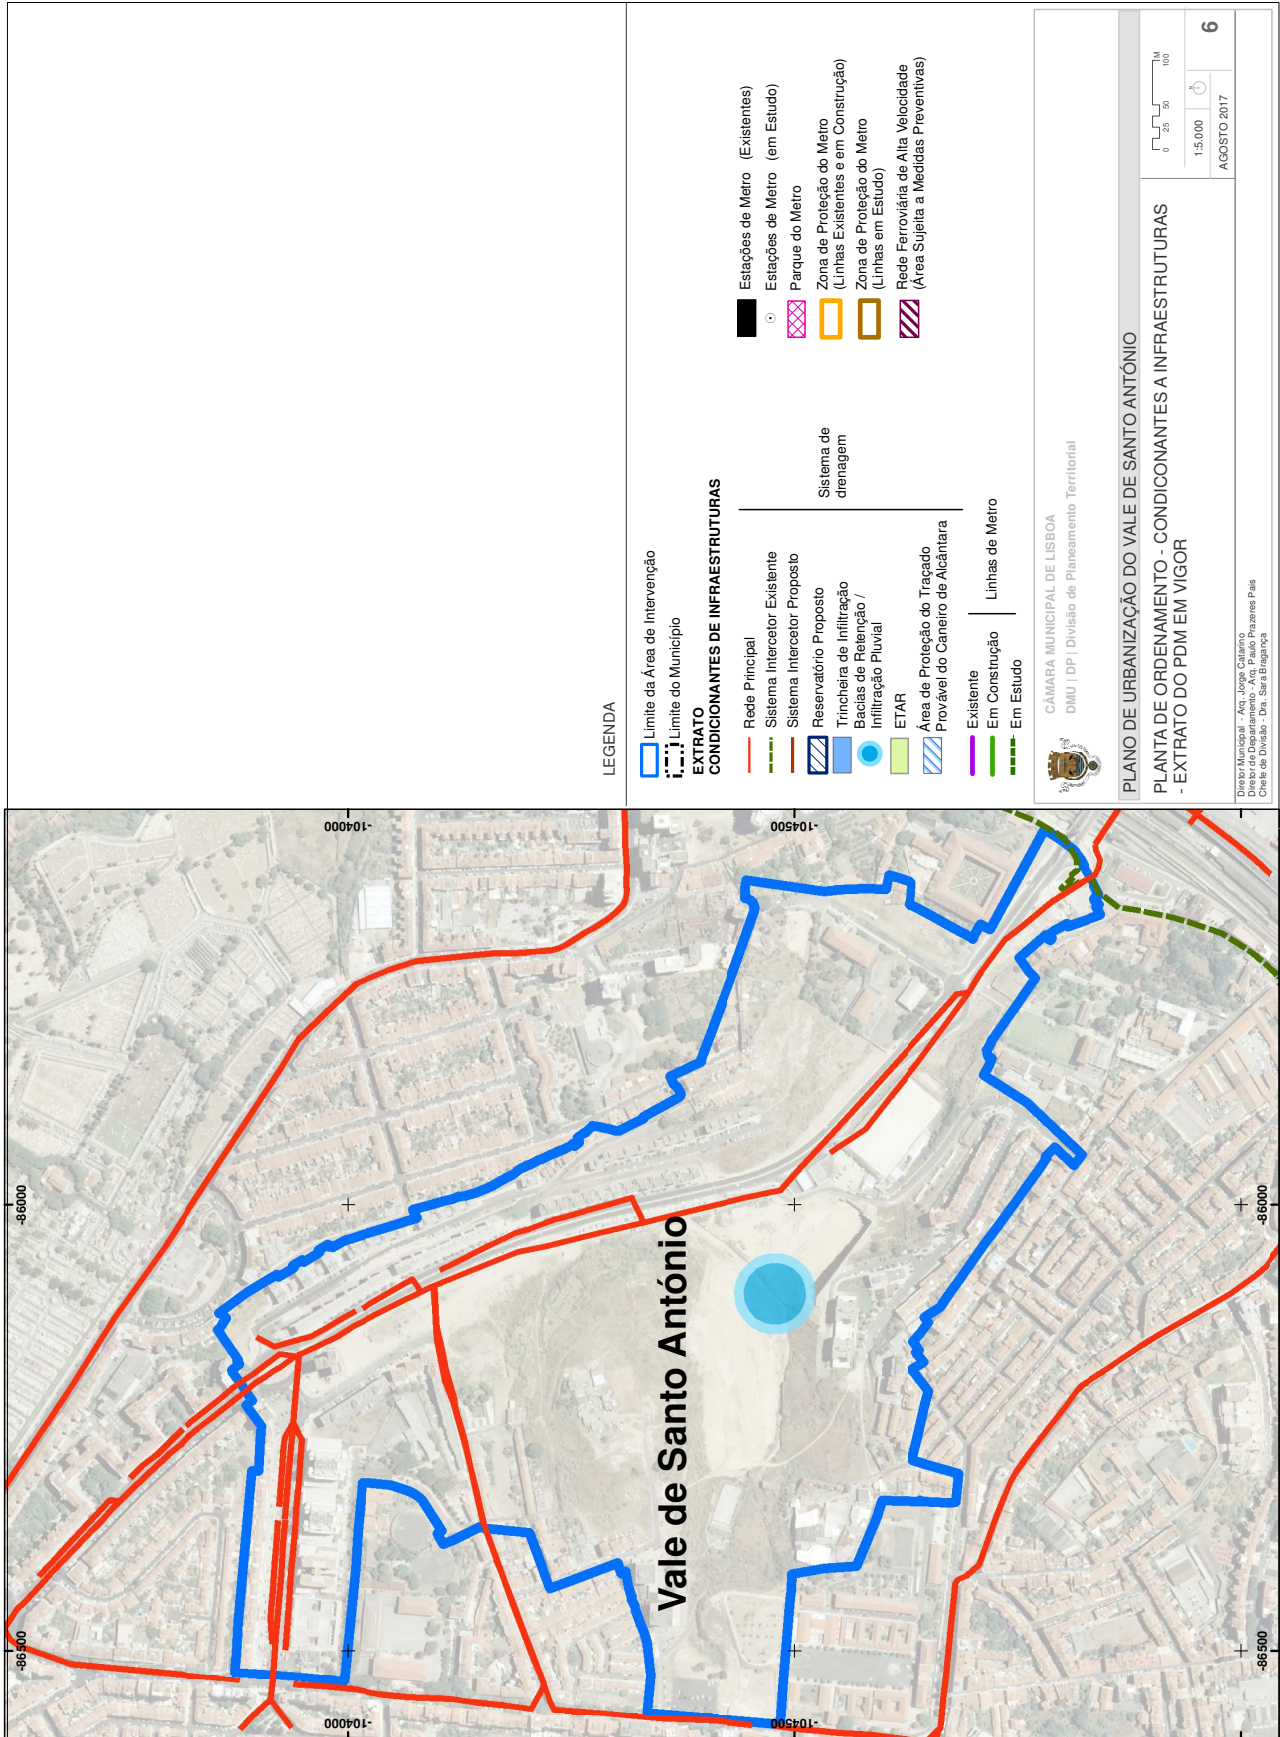 -86500
-86000
-104000
-104000
Vale de Santo António
-104500
-104500
-86500
-86000
LEGENDA
Limite da Área de Intervenção
Limite do Município
EXTRATO
CONDICIONANTES DE INFRAESTRUTURAS
Rede Principal
Sistema Intercetor Existente
Sistema Intercetor Proposto
Reservatório Proposto
Trincheira de Infiltração
Bacias de Retenção /
Infiltração Pluvial
ETAR
Área de Proteção do Traçado
Provável do Caneiro de Alcântara
Sistema de
drenagem
Existente
Em Construção
Em Estudo
Linhas de Metro
Estações de Metro (Existentes)
Estações de Metro (em Estudo)
Parque do Metro
Zona de Proteção do Metro
(Linhas Existentes e em Construção)
Zona de Proteção do Metro
(Linhas em Estudo)
Rede Ferroviária de Alta Velocidade
(Área Sujeita a Medidas Preventivas)
CÂMARA MUNICIPAL DE LISBOA
DMU | DP | Divisão de Planeamento Territorial
PLANO DE URBANIZAÇÃO DO VALE DE SANTO ANTÓNIO
PLANTA DE ORDENAMENTO - CONDICONANTES A INFRAESTRUTURAS
- EXTRATO DO PDM EM VIGOR
0 25 50 100
M
1:5.000
N
AGOSTO 2017
6
Diretor Municipal - Arq. Jorge Catarino
Diretor de Departamento - Arq. Paulo Prazeres Pais
Chefe de Divisão - Dra. Sara Bragança